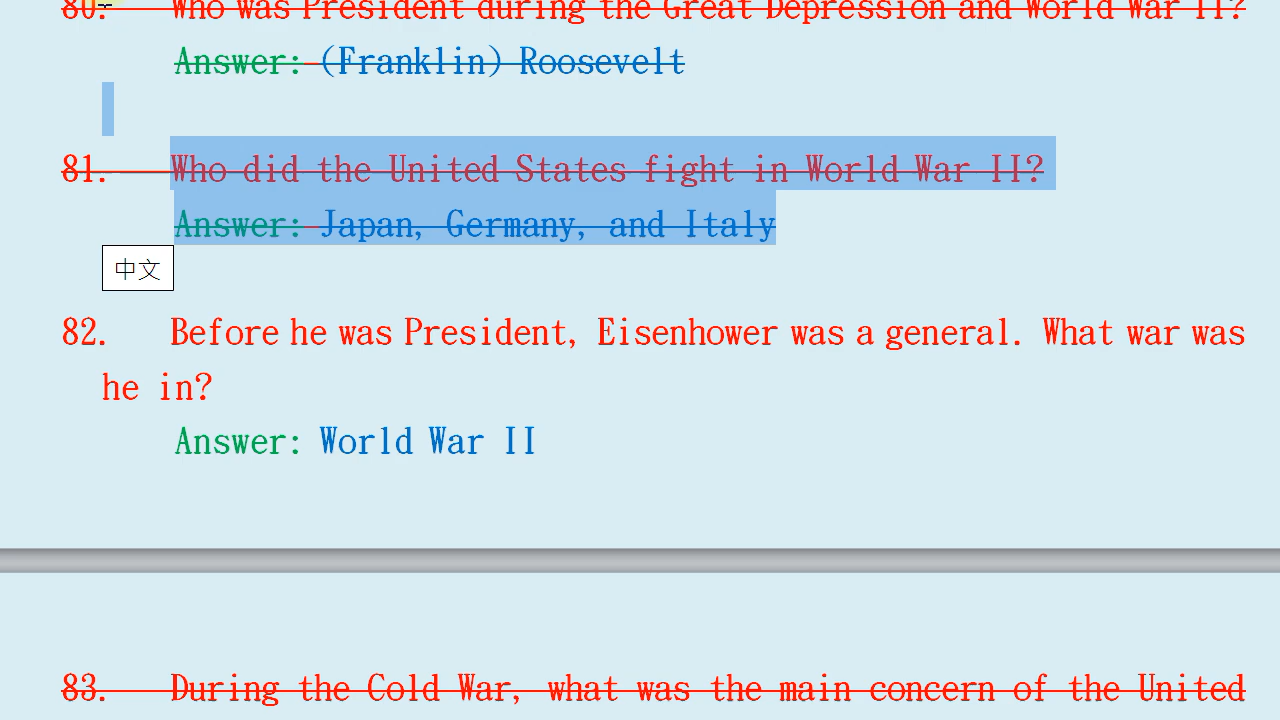 80. Who was President during the Great Depression and World War II?
Answer: (Franklin) Roosevelt
81. Who did the United States fight in World War II?
Answer: Japan, Germany, and Italy
中文
82. Before he was President, Eisenhower was a general. What war was
he in?
Answer: World War II
83. During the Cold War, what was the main concern of the United